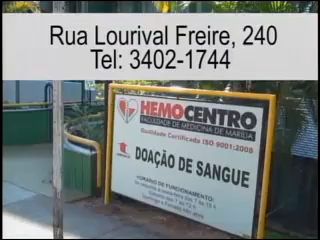 Rua Lourival Freire, 240
Tel: 3402-1744
HEMOCENTRO
FACULDADE DE MEDICINA DE MARÍLIA
Qualidade Certificada ISO 9001:2008
DOAÇÃO DE SANGUE
HORÁRIO DE FUNCIONAMENTO: